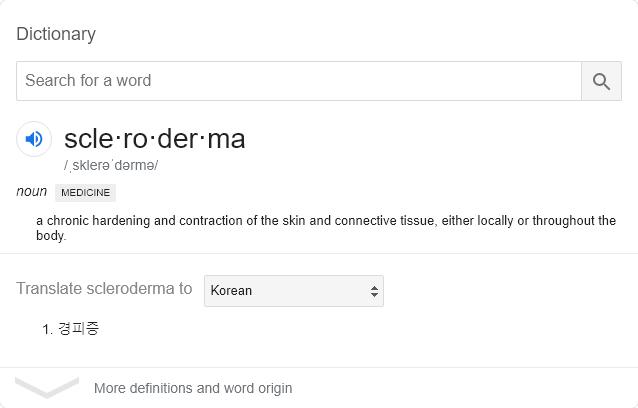 Dictionary
Search for a word
scle·ro·der·ma
/ˌsklerəˈdərmə/
noun MEDICINE
a chronic hardening and contraction of the skin and connective tissue, either locally or throughout the
body.
Translate scleroderma to Korean
1. 경피증
More definitions and word origin